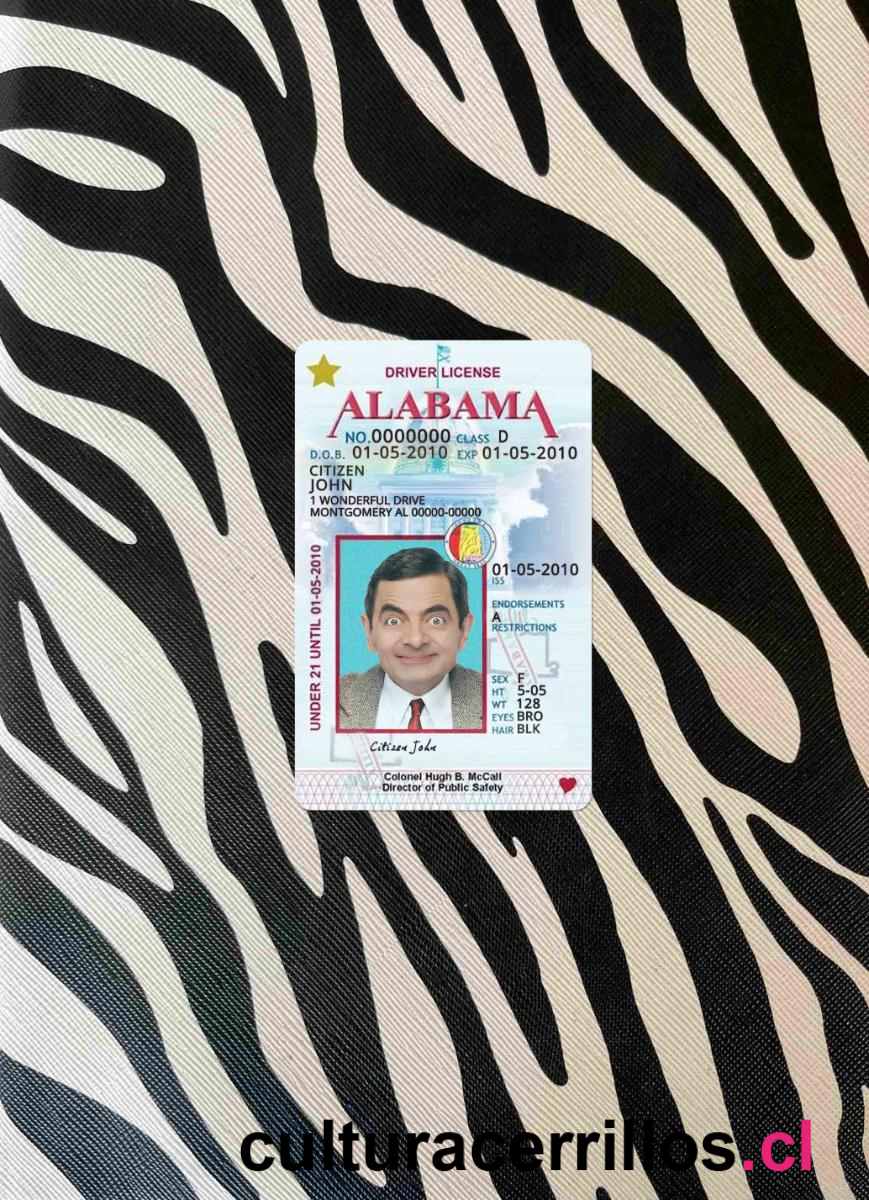 DRIVER LICENSE
ALABAMA
NO.0000000 CLASS D
D.O.B. 01-05-2010 EXP 01-05-2010
CITIZEN
JOHN
1 WONDERFUL DRIVE
MONTGOMERY AL 00000-00000
UNDER 21 UNTIL 01-05-2010
01-05-2010
ISS
ENDORSEMENTS
A
RESTRICTIONS
SEX F
HT 5-05
WT 128
EYES BRO
HAIR BLK
Citizen John
Colonel Hugh B. McCall
Director of Public Safety
culturacerrillos.cl